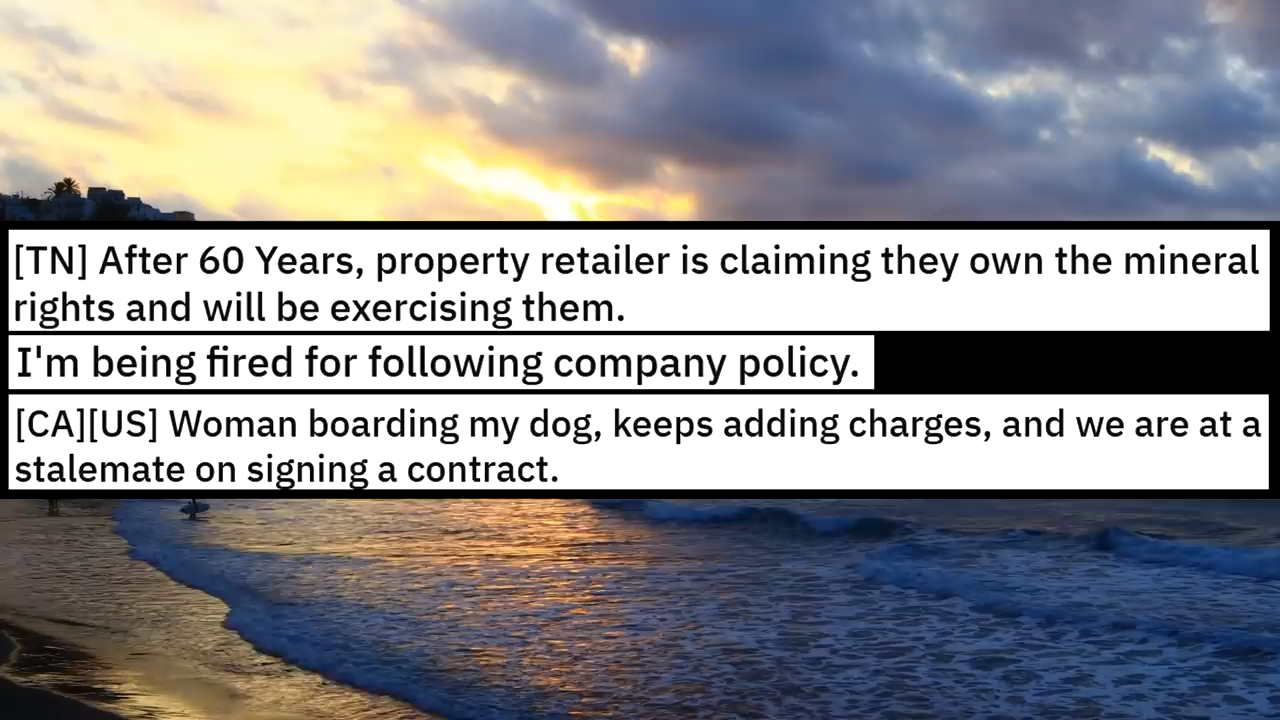 [TN] After 60 Years, property retailer is claiming they own the mineral
rights and will be exercising them.
I'm being fired for following company policy.
[CA][US] Woman boarding my dog, keeps adding charges, and we are at a
stalemate on signing a contract.